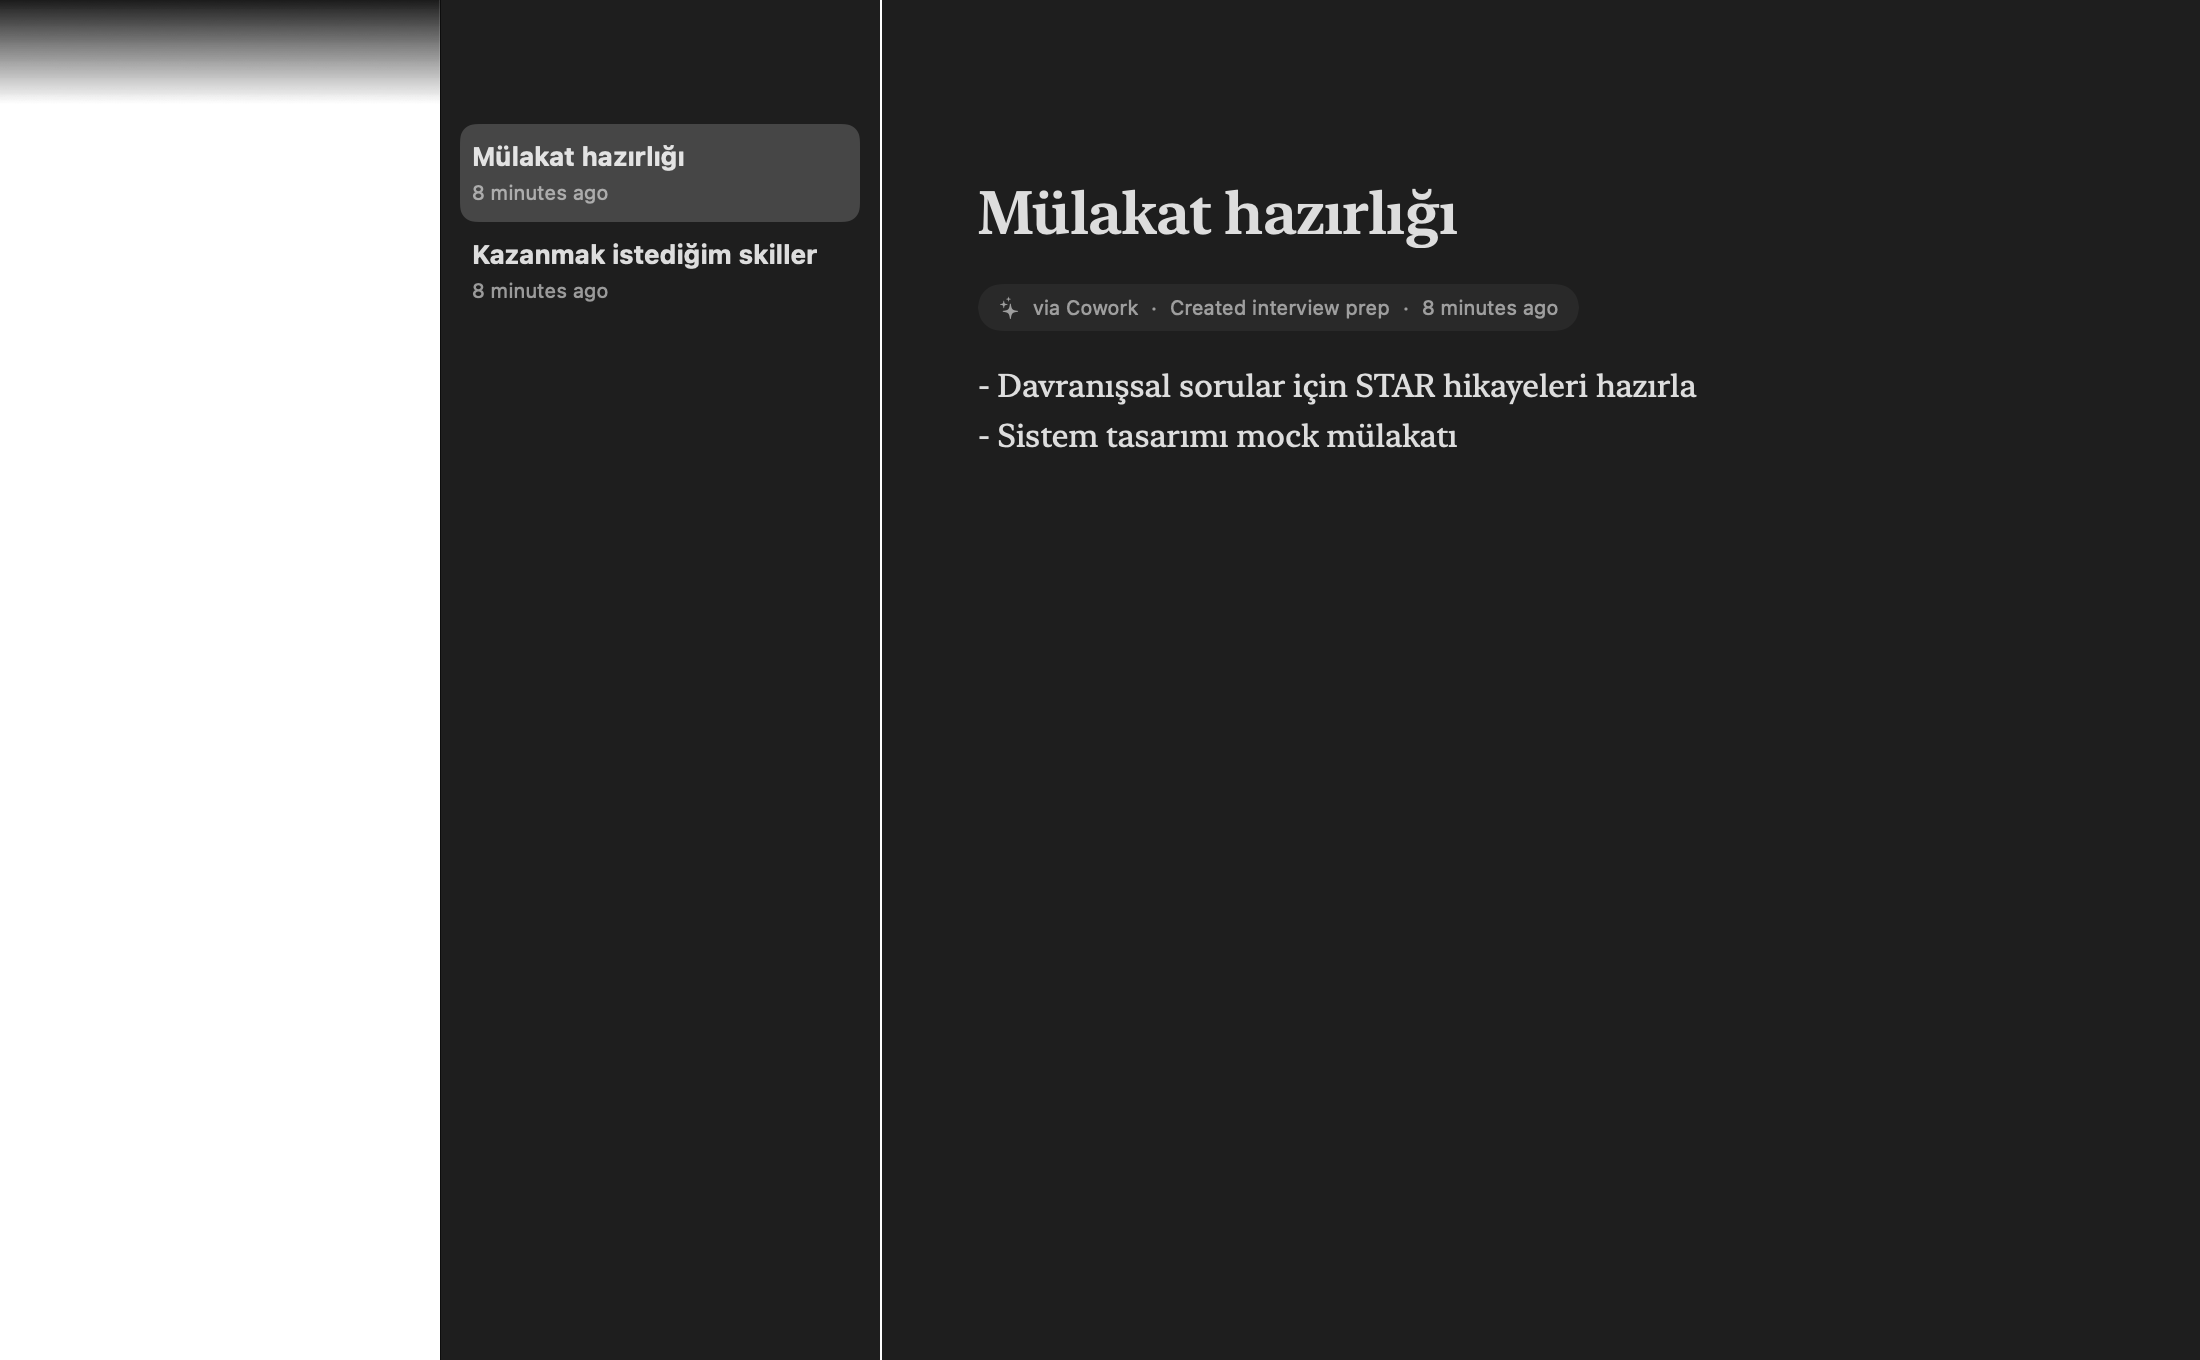 Mülakat hazırlığı
8 minutes ago
Kazanmak istediğim skiller
8 minutes ago
Mülakat hazırlığı
via Cowork · Created interview prep · 8 minutes ago
- Davranışsal sorular için STAR hikayeleri hazırla
- Sistem tasarımı mock mülakatı